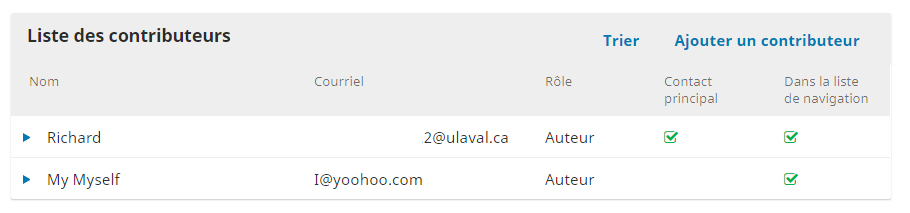 Liste des contributeurs Trier Ajouter un contributeur
Nom Courriel Rôle Contact principal Dans la liste de navigation
Richard 2@ulaval.ca Auteur
My Myself I@yoohoo.com Auteur